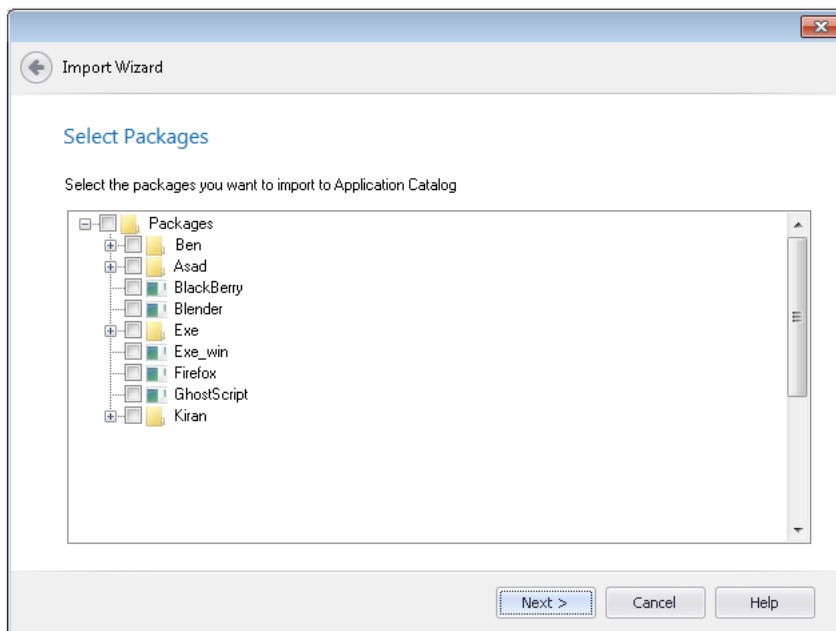 Import Wizard
Select Packages
Select the packages you want to import to Application Catalog
Packages
Ben
Asad
BlackBerry
Blender
Exe
Exe_win
Firefox
GhostScript
Kiran
Next > Cancel Help